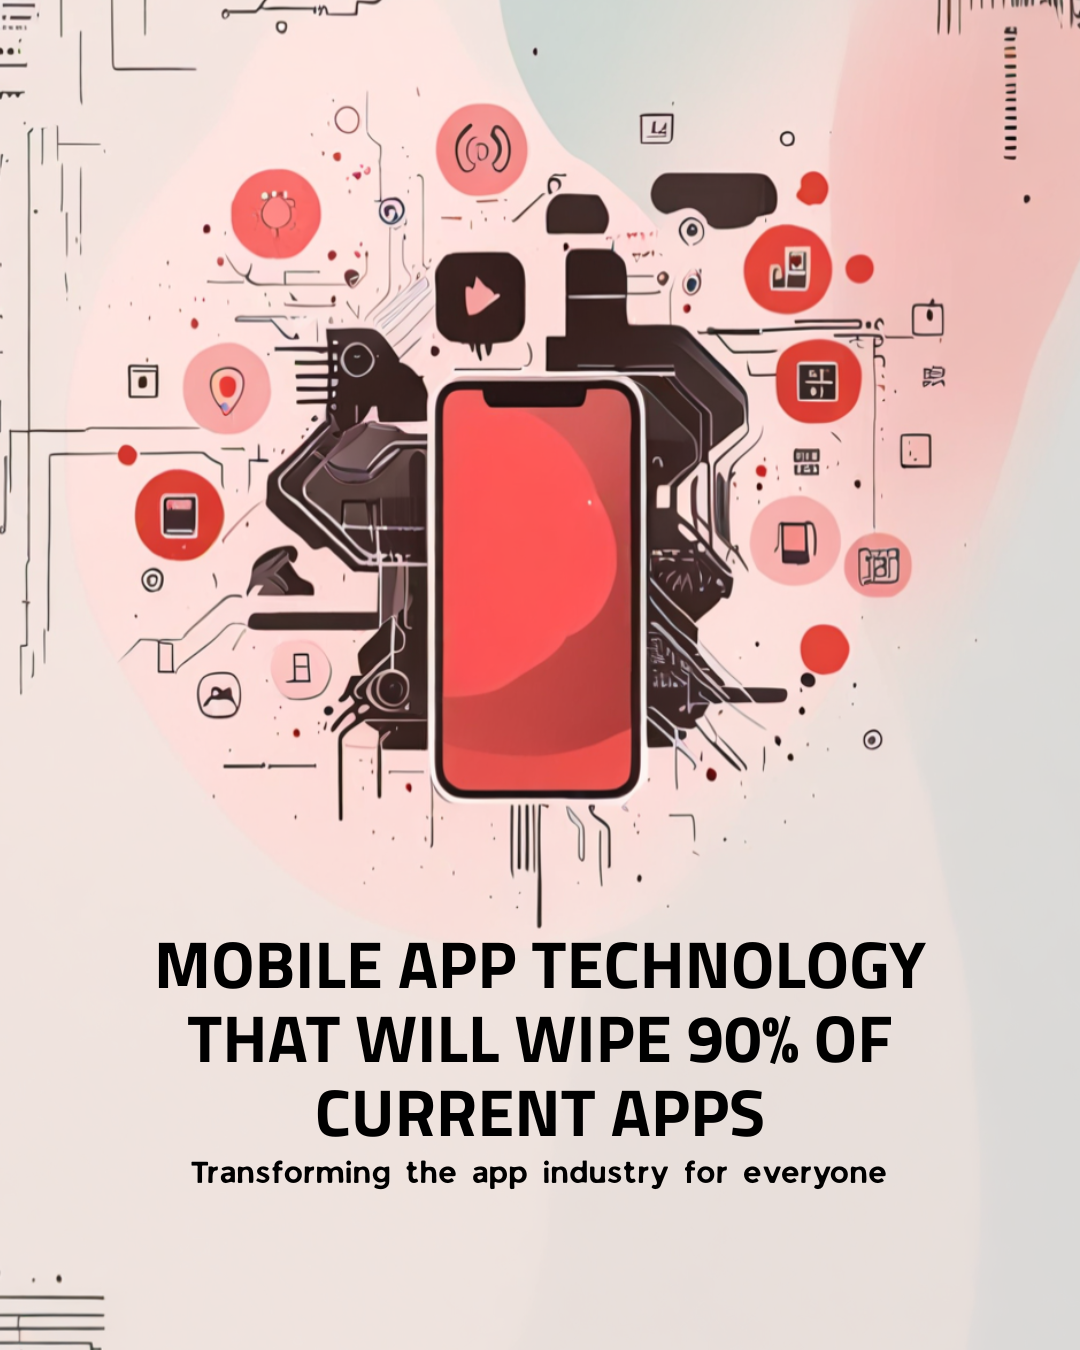 MOBILE APP TECHNOLOGY
THAT WILL WIPE 90% OF
CURRENT APPS
Transforming the app industry for everyone